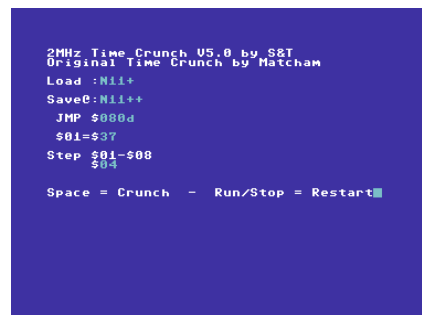 2MHz Time Crunch V5.0 by S&T
Original Time Crunch by Matcham
Load :Nii+
Save@:Nii++
JMP $080d
$01=$37
Step $01-$08
$04
Space = Crunch - Run/Stop = Restart